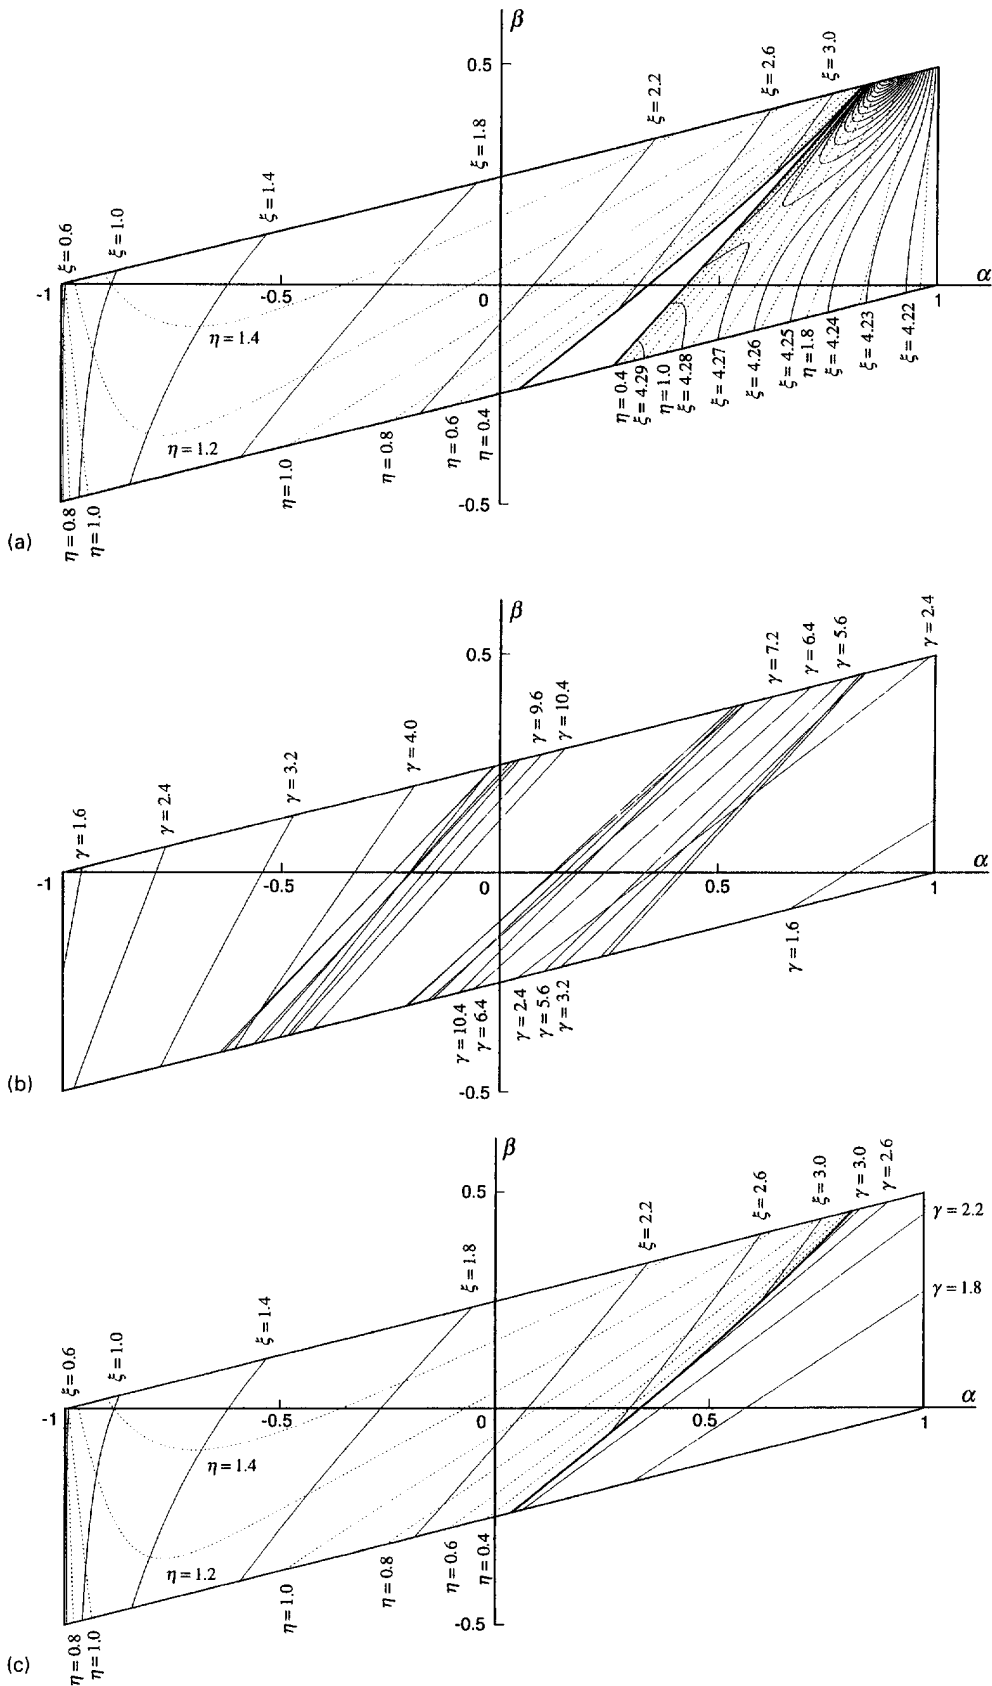 β
0.5
ξ = 0.6
ξ = 1.0
ξ = 1.4
ξ = 1.8
ξ = 2.2
ξ = 2.6
ξ = 3.0
-1
-0.5
0
1
α
η = 1.4
η = 1.2
η = 1.0
η = 0.8
η = 0.6
η = 0.4
η = 0.4
ξ = 4.29
η = 1.0
ξ = 4.28
ξ = 4.27
ξ = 4.26
ξ = 4.25
η = 1.8
ξ = 4.24
ξ = 4.23
ξ = 4.22
-0.5
η = 0.8
η = 1.0
(a)
β
0.5
γ = 1.6
γ = 2.4
γ = 3.2
γ = 4.0
γ = 9.6
γ = 10.4
γ = 7.2
γ = 6.4
γ = 5.6
γ = 2.4
-1
-0.5
0
0.5
1
α
γ = 1.6
γ = 10.4
γ = 6.4
γ = 2.4
γ = 5.6
γ = 3.2
-0.5
(b)
β
0.5
ξ = 0.6
ξ = 1.0
ξ = 1.4
ξ = 1.8
ξ = 2.2
ξ = 2.6
ξ = 3.0
γ = 3.0
γ = 2.6
γ = 2.2
γ = 1.8
-1
-0.5
0
0.5
1
α
η = 1.4
η = 1.2
η = 1.0
η = 0.8
η = 0.6
η = 0.4
-0.5
η = 0.8
η = 1.0
(c)